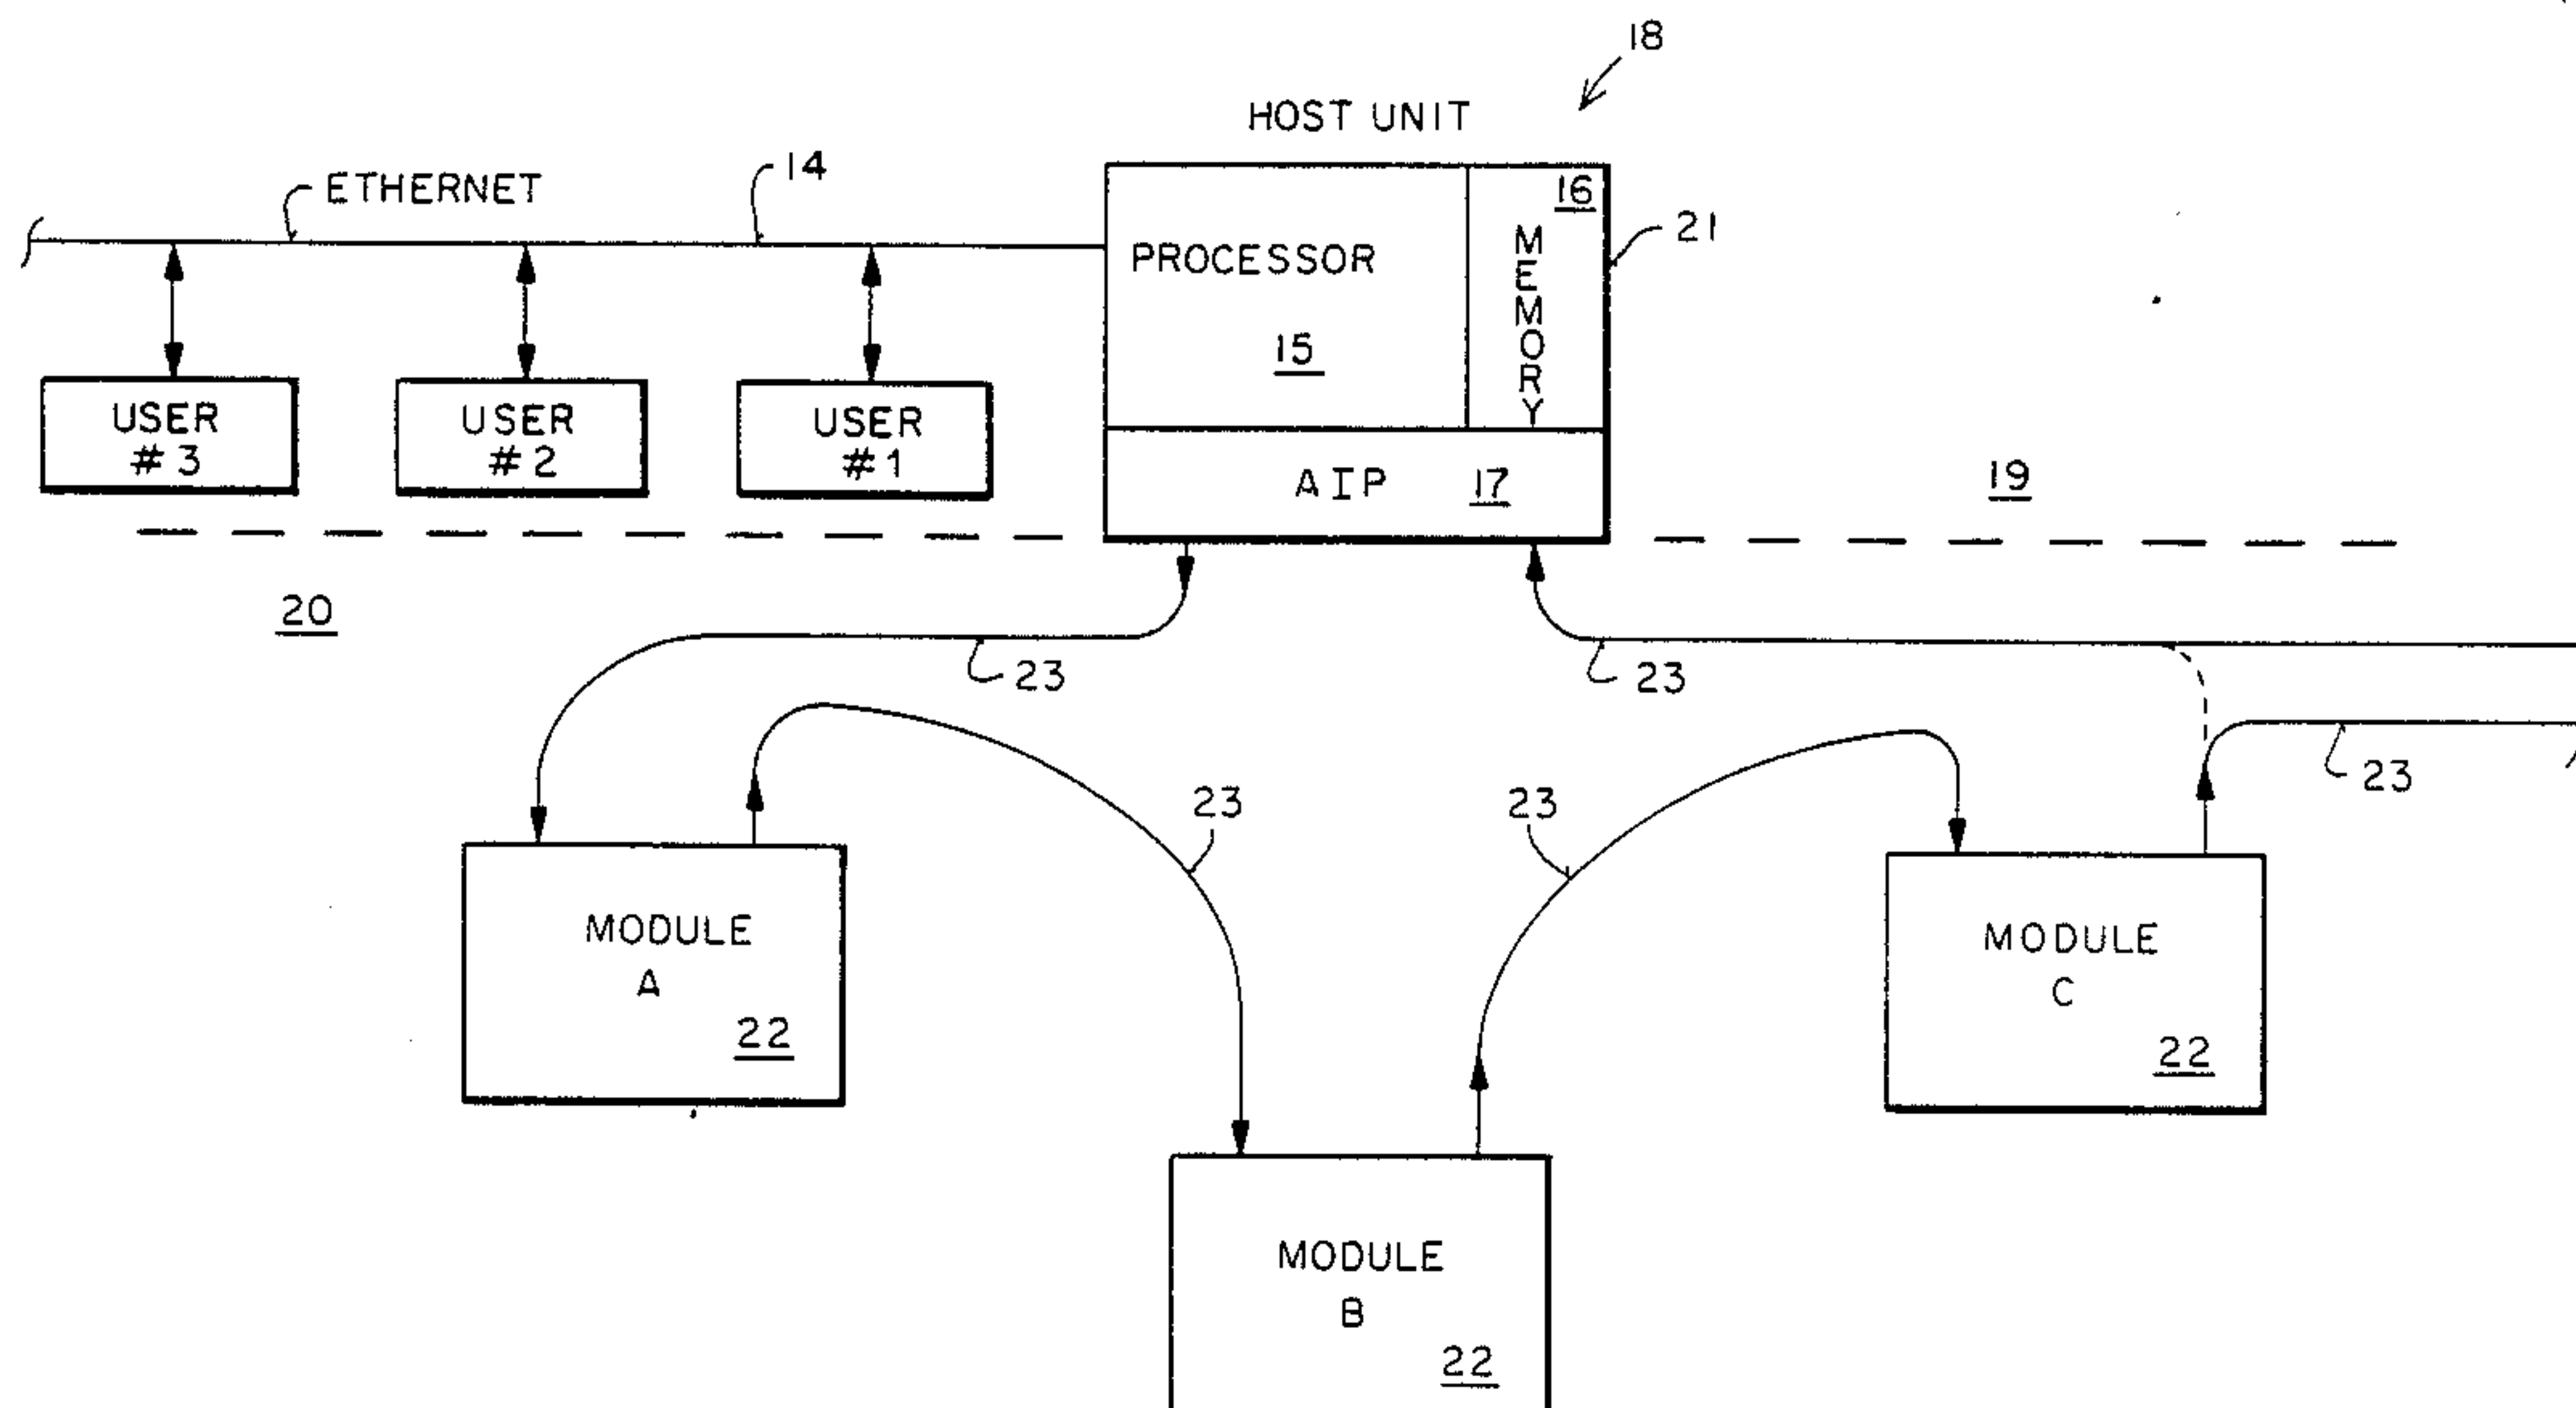 18
HOST UNIT
ETHERNET
14
16
21
PROCESSOR
MEMORY
15
USER
#3
USER
#2
USER
#1
AIP
17
19
20
23
23
23
23
23
MODULE
A
22
MODULE
C
22
MODULE
B
22